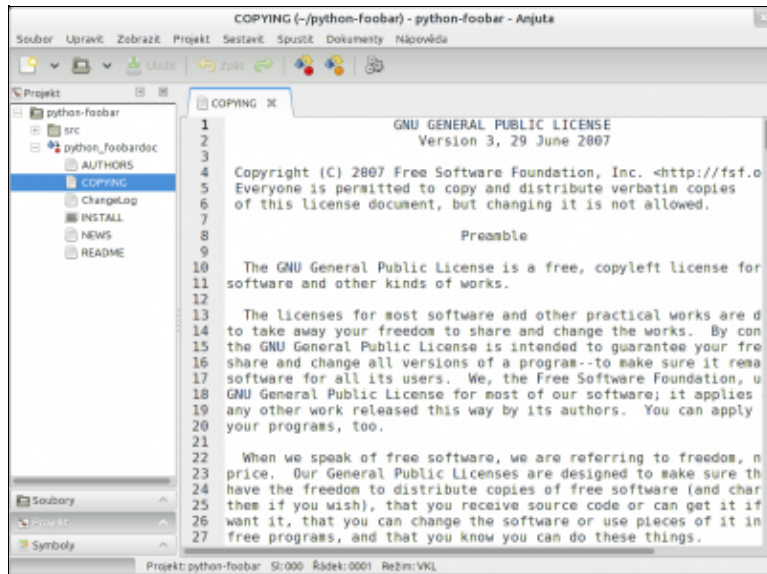 COPYING (~/python-foobar) - python-foobar - Anjuta
Soubor Upravit Zobrazit Projekt Sestavit Spustit Dokumenty Nápověda
Uložit Zpět
Projekt
python-foobar
src
python_foobardoc
AUTHORS
COPYING
ChangeLog
INSTALL
NEWS
README
Soubory
Projekt
Symboly
COPYING
1 GNU GENERAL PUBLIC LICENSE
2 Version 3, 29 June 2007
3
4 Copyright (C) 2007 Free Software Foundation, Inc. <http://fsf.o
5 Everyone is permitted to copy and distribute verbatim copies
6 of this license document, but changing it is not allowed.
7
8 Preamble
9
10 The GNU General Public License is a free, copyleft license for
11 software and other kinds of works.
12
13 The licenses for most software and other practical works are d
14 to take away your freedom to share and change the works. By con
15 the GNU General Public License is intended to guarantee your fre
16 share and change all versions of a program--to make sure it rema
17 software for all its users. We, the Free Software Foundation, u
18 GNU General Public License for most of our software; it applies
19 any other work released this way by its authors. You can apply
20 your programs, too.
21
22 When we speak of free software, we are referring to freedom, n
23 price. Our General Public Licenses are designed to make sure th
24 have the freedom to distribute copies of free software (and char
25 them if you wish), that you receive source code or can get it if
26 want it, that you can change the software or use pieces of it in
27 free programs, and that you know you can do these things.
Projekt: python-foobar Sl: 000 Řádek: 0001 Režim: VKL